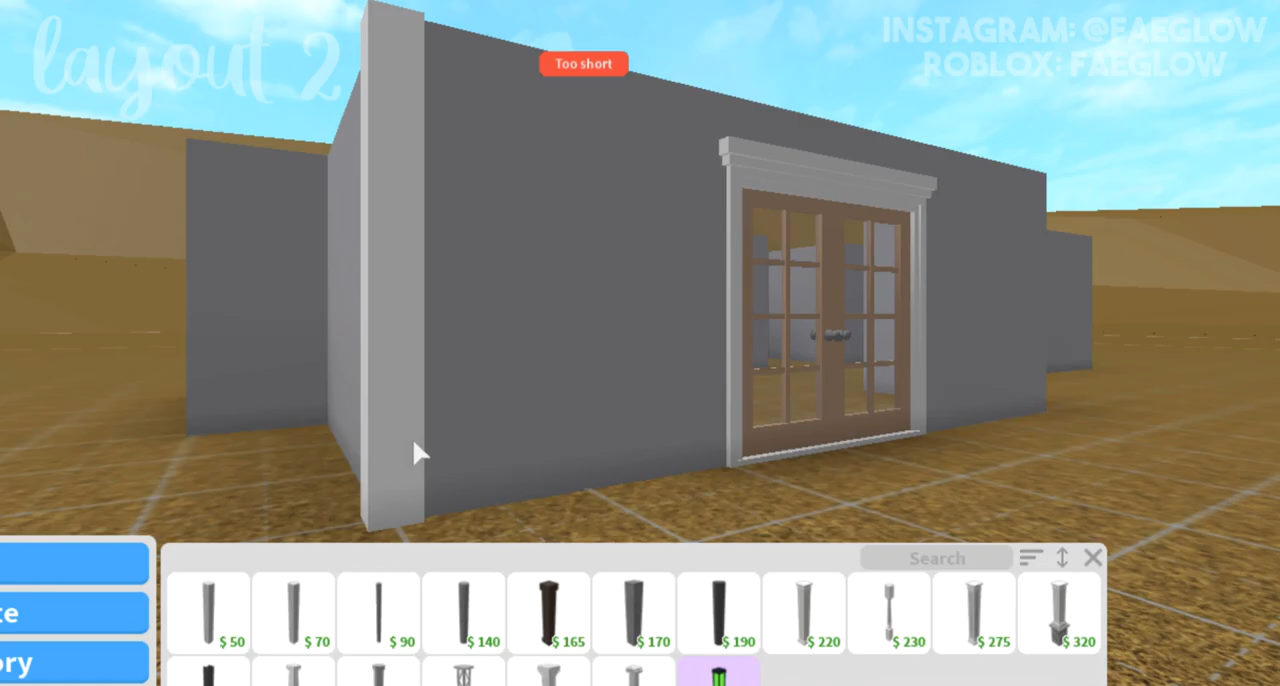 layout 2
INSTAGRAM: @FAEGLOW
ROBLOX: FAEGLOW
Too short
Search
$ 50
$ 70
$ 90
$ 140
$ 165
$ 170
$ 190
$ 220
$ 230
$ 275
$ 320
te
ory